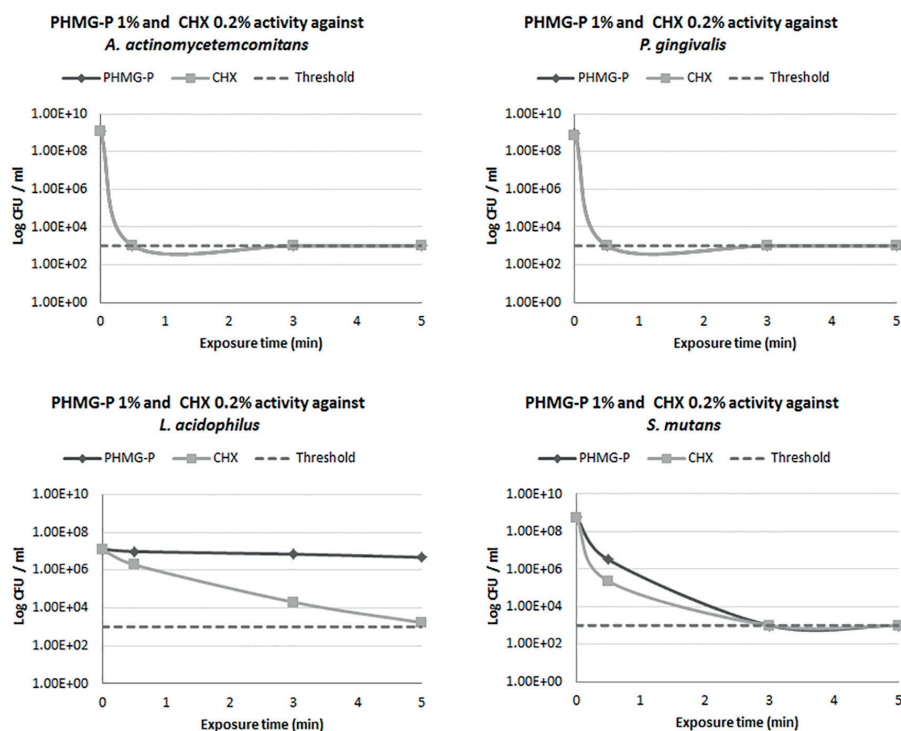 PHMG-P 1% and CHX 0.2% activity against
A. actinomycetemcomitans
PHMG-P CHX Threshold
1.00E+10
1.00E+08
1.00E+06
1.00E+04
1.00E+02
1.00E+00
Log CFU / ml
0 1 2 3 4 5
Exposure time (min)
PHMG-P 1% and CHX 0.2% activity against
P. gingivalis
PHMG-P CHX Threshold
1.00E+10
1.00E+08
1.00E+06
1.00E+04
1.00E+02
1.00E+00
Log CFU / ml
0 1 2 3 4 5
Exposure time (min)
PHMG-P 1% and CHX 0.2% activity against
L. acidophilus
PHMG-P CHX Threshold
1.00E+10
1.00E+08
1.00E+06
1.00E+04
1.00E+02
1.00E+00
Log CFU / ml
0 1 2 3 4 5
Exposure time (min)
PHMG-P 1% and CHX 0.2% activity against
S. mutans
PHMG-P CHX Threshold
1.00E+10
1.00E+08
1.00E+06
1.00E+04
1.00E+02
1.00E+00
Log CFU / ml
0 1 2 3 4 5
Exposure time (min)